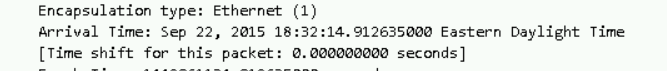 Encapsulation type: Ethernet (1)
Arrival Time: Sep 22, 2015 18:32:14.912635000 Eastern Daylight Time
[Time shift for this packet: 0.000000000 seconds]